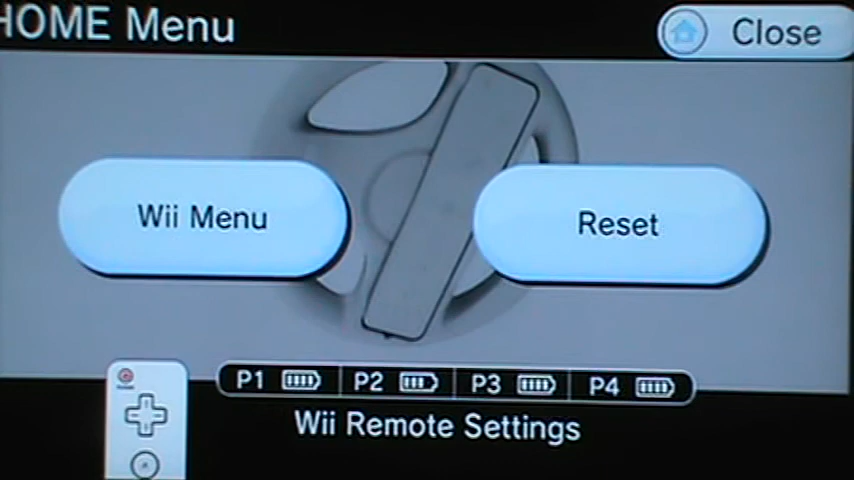 HOME Menu
Close
Wii Menu
Reset
P1 P2 P3 P4
Wii Remote Settings